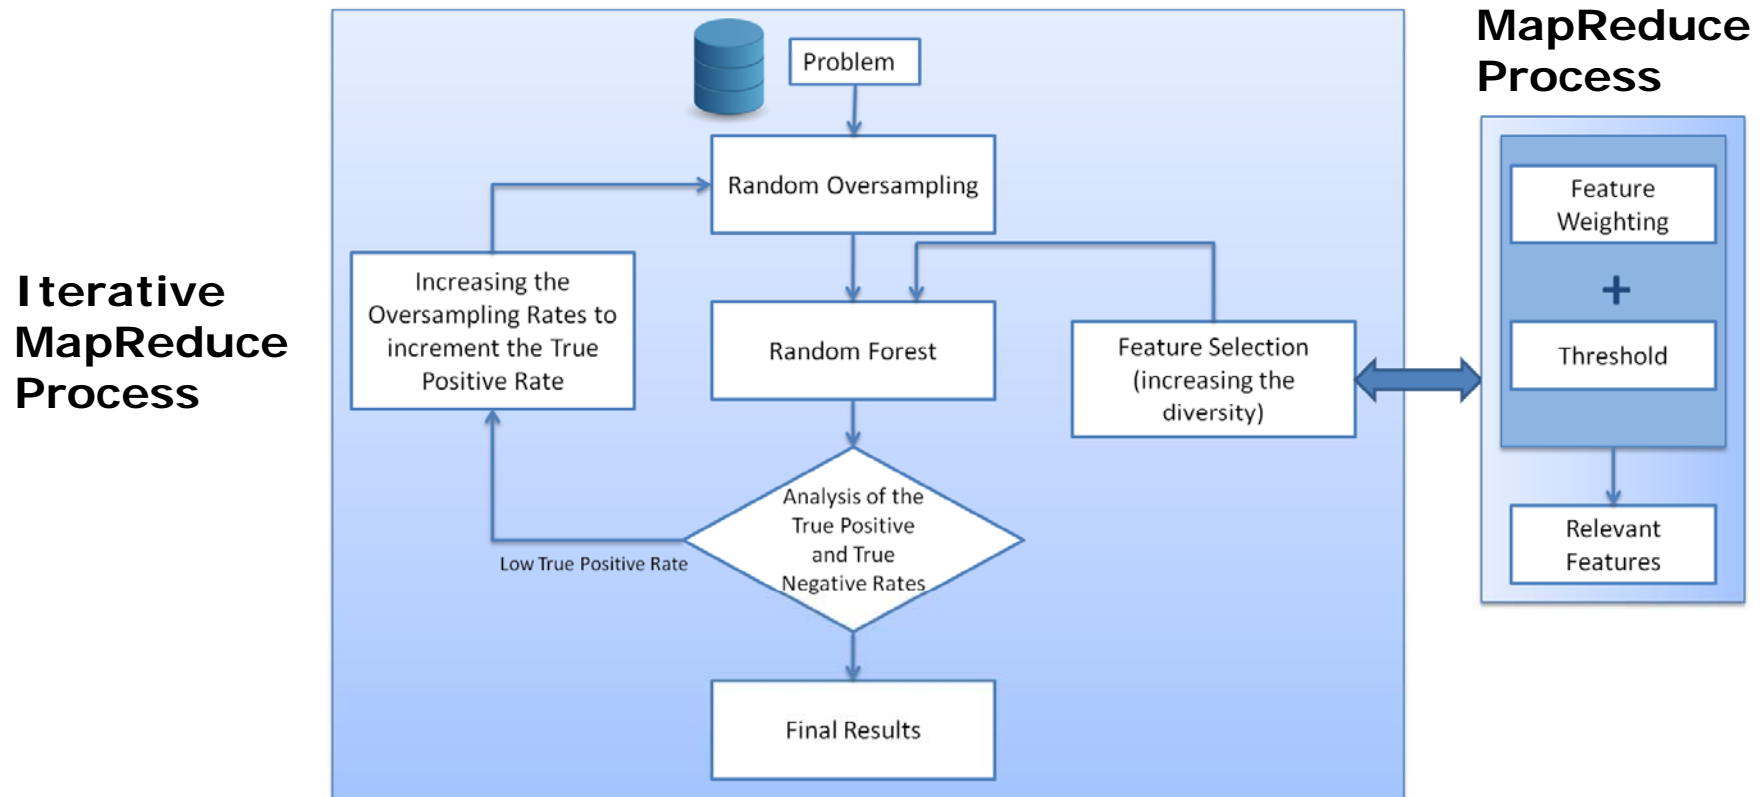 MapReduce
Process
Problem
Random Oversampling
Feature
Weighting
+
Iterative
MapReduce
Process
Increasing the
Oversampling Rates to
increment the True
Positive Rate
Random Forest
Feature Selection
(increasing the
diversity)
Threshold
Analysis of the
True Positive
and True
Negative Rates
Low True Positive Rate
Relevant
Features
Final Results